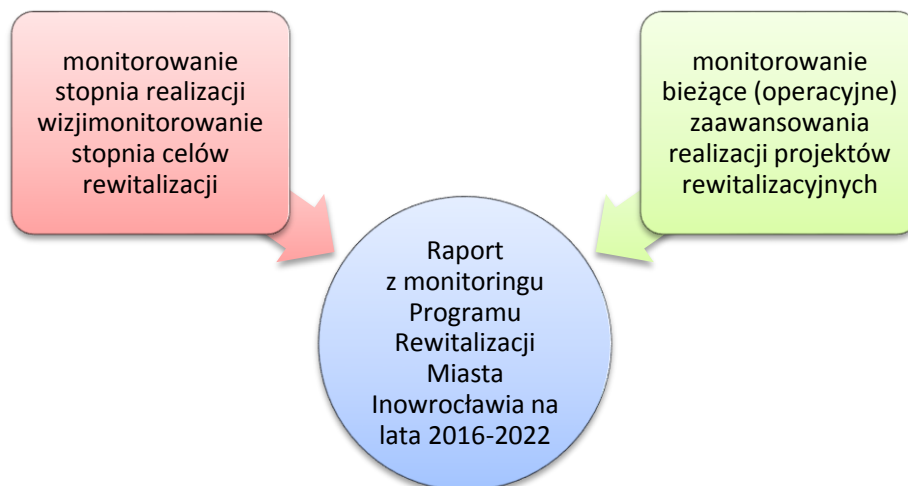 monitorowanie
stopnia realizacji
wizjimonitorowanie
stopnia celów
rewitalizacji
monitorowanie
bieżące (operacyjne)
zaawansowania
realizacji projektów
rewitalizacyjnych
Raport
z monitoringu
Programu
Rewitalizacji
Miasta
Inowrocławia na
lata 2016-2022